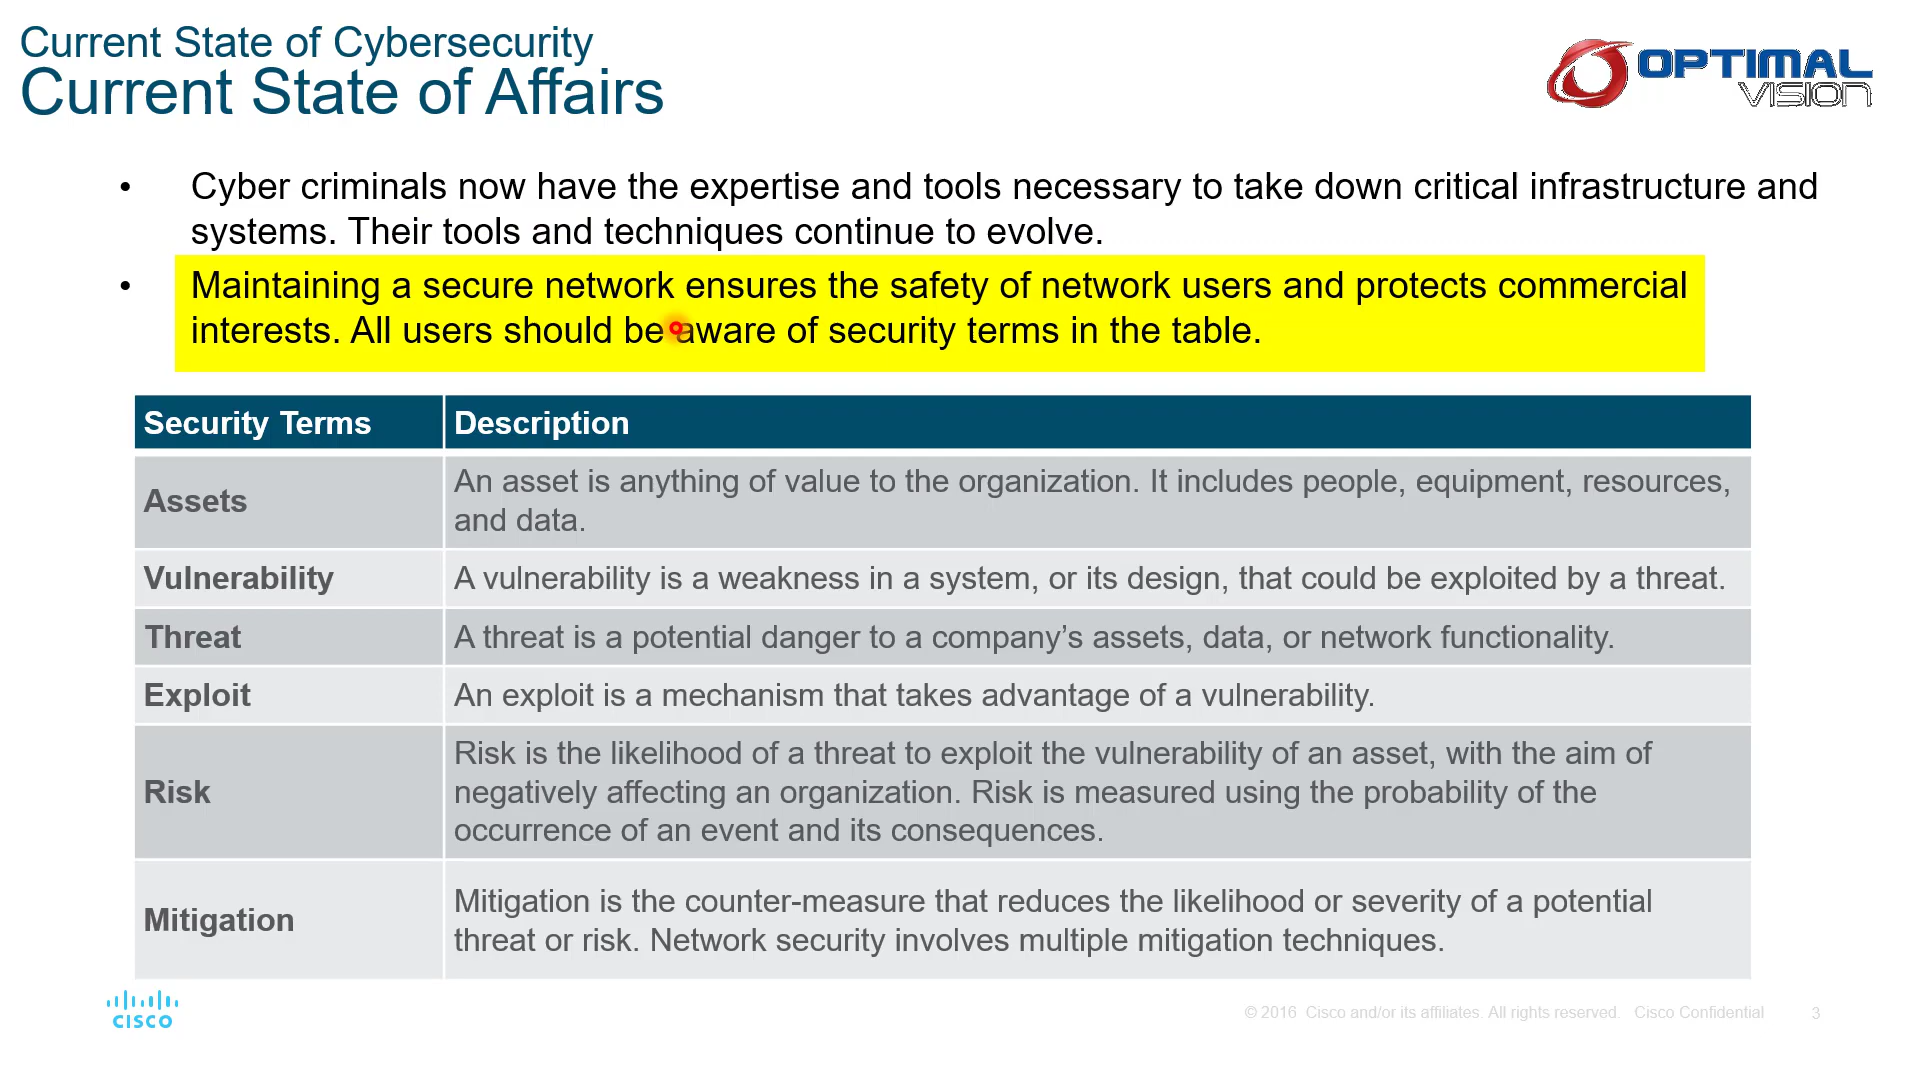 Current State of Cybersecurity
Current State of Affairs
OPTIMAL
VISION
• Cyber criminals now have the expertise and tools necessary to take down critical infrastructure and
systems. Their tools and techniques continue to evolve.
• Maintaining a secure network ensures the safety of network users and protects commercial
interests. All users should be aware of security terms in the table.
Security Terms Description
Assets An asset is anything of value to the organization. It includes people, equipment, resources,
and data.
Vulnerability A vulnerability is a weakness in a system, or its design, that could be exploited by a threat.
Threat A threat is a potential danger to a company’s assets, data, or network functionality.
Exploit An exploit is a mechanism that takes advantage of a vulnerability.
Risk Risk is the likelihood of a threat to exploit the vulnerability of an asset, with the aim of
negatively affecting an organization. Risk is measured using the probability of the
occurrence of an event and its consequences.
Mitigation Mitigation is the counter-measure that reduces the likelihood or severity of a potential
threat or risk. Network security involves multiple mitigation techniques.
CISCO
© 2016 Cisco and/or its affiliates. All rights reserved. Cisco Confidential 3